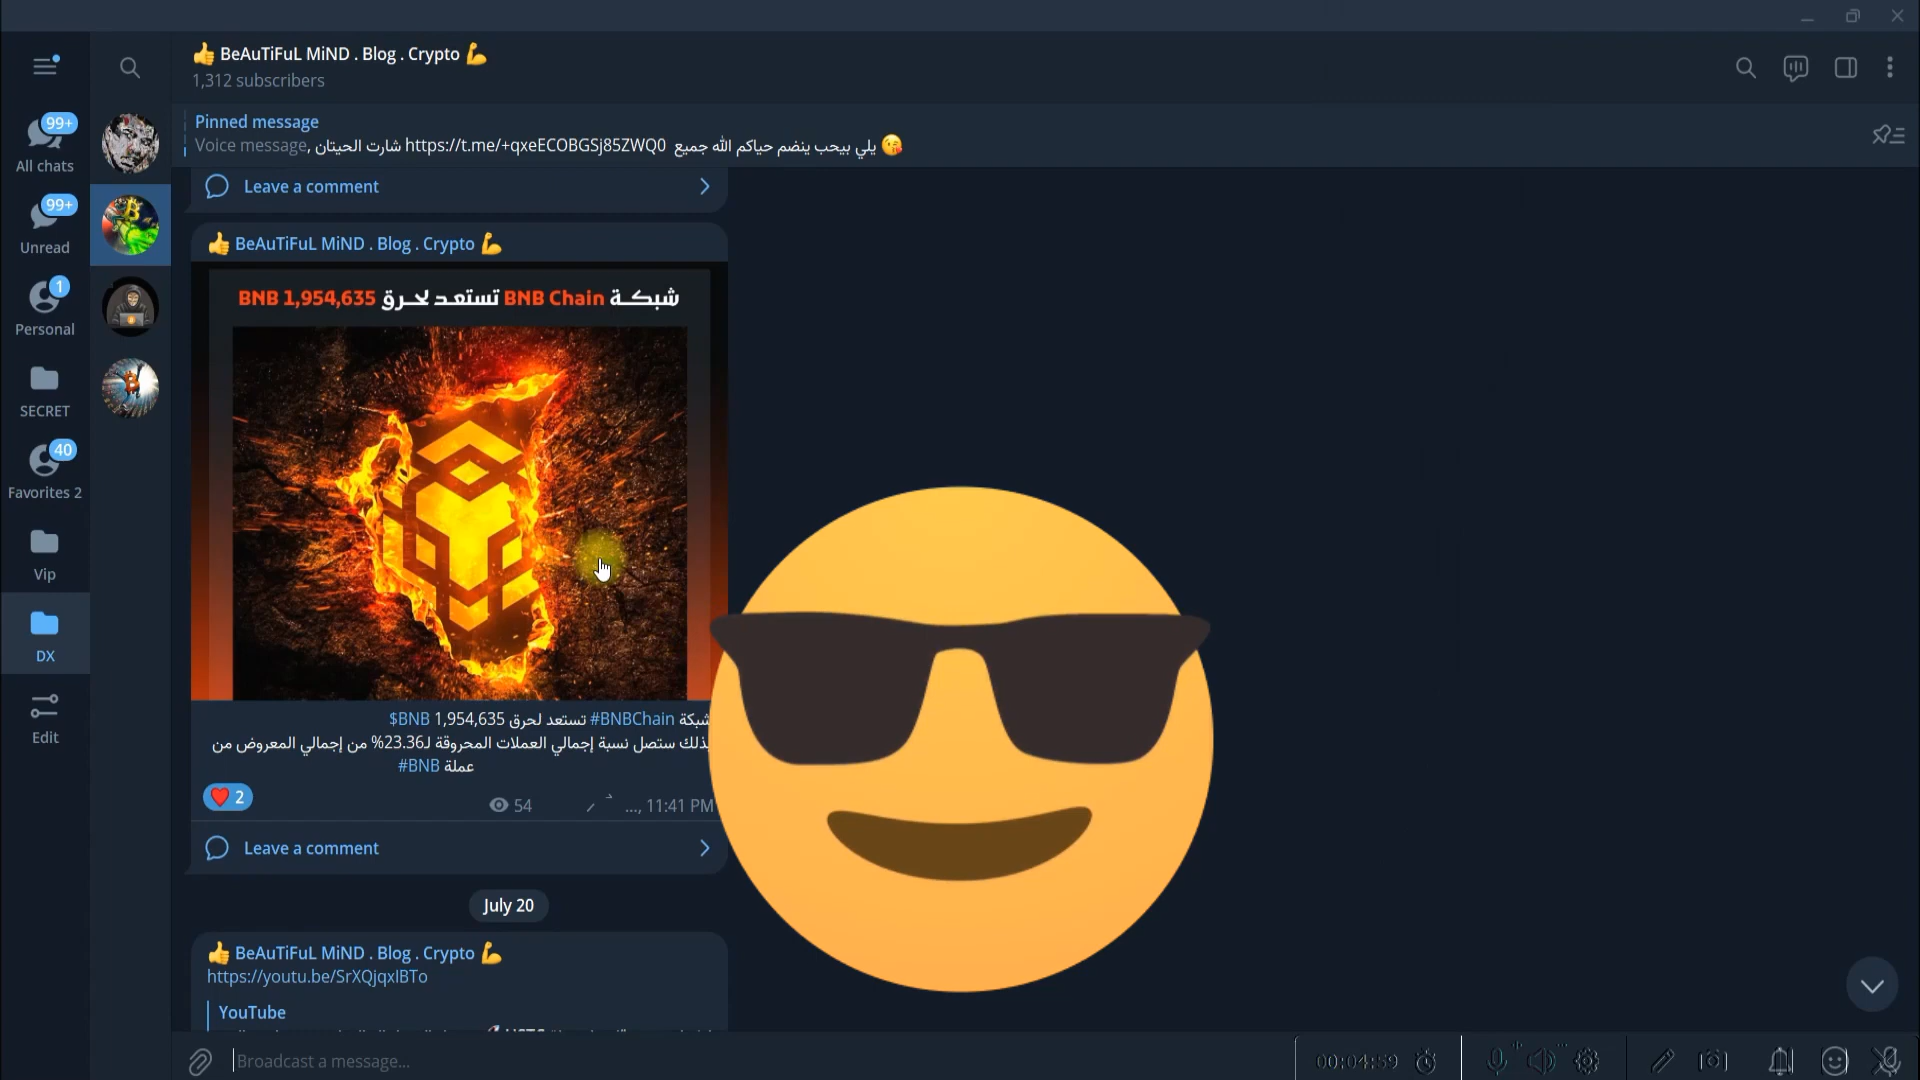 👍 BeAuTiFuL MiND . Blog . Crypto 💪
1,312 subscribers
Pinned message
Voice message, شارت الحيتان https://t.me/+qxeECOBGSj85ZWQ0 يلي بيحب ينضم حياكم الله جميع 😘
99+
All chats
99+
Unread
1
Personal
SECRET
40
Favorites 2
Vip
DX
Edit
Leave a comment
👍 BeAuTiFuL MiND . Blog . Crypto 💪
شبكة BNB Chain تستعد لحرق 1,954,635 BNB
شبكة #BNBChain تستعد لحرق 1,954,635 $BNB
بذلك ستصل نسبة إجمالي العملات المحروقة لـ23.36% من إجمالي المعروض من
عملة #BNB
❤️ 2
54
..., 11:41 PM
Leave a comment
July 20
👍 BeAuTiFuL MiND . Blog . Crypto 💪
https://youtu.be/SrXQjqxIBTo
YouTube
Broadcast a message...
00:04:59